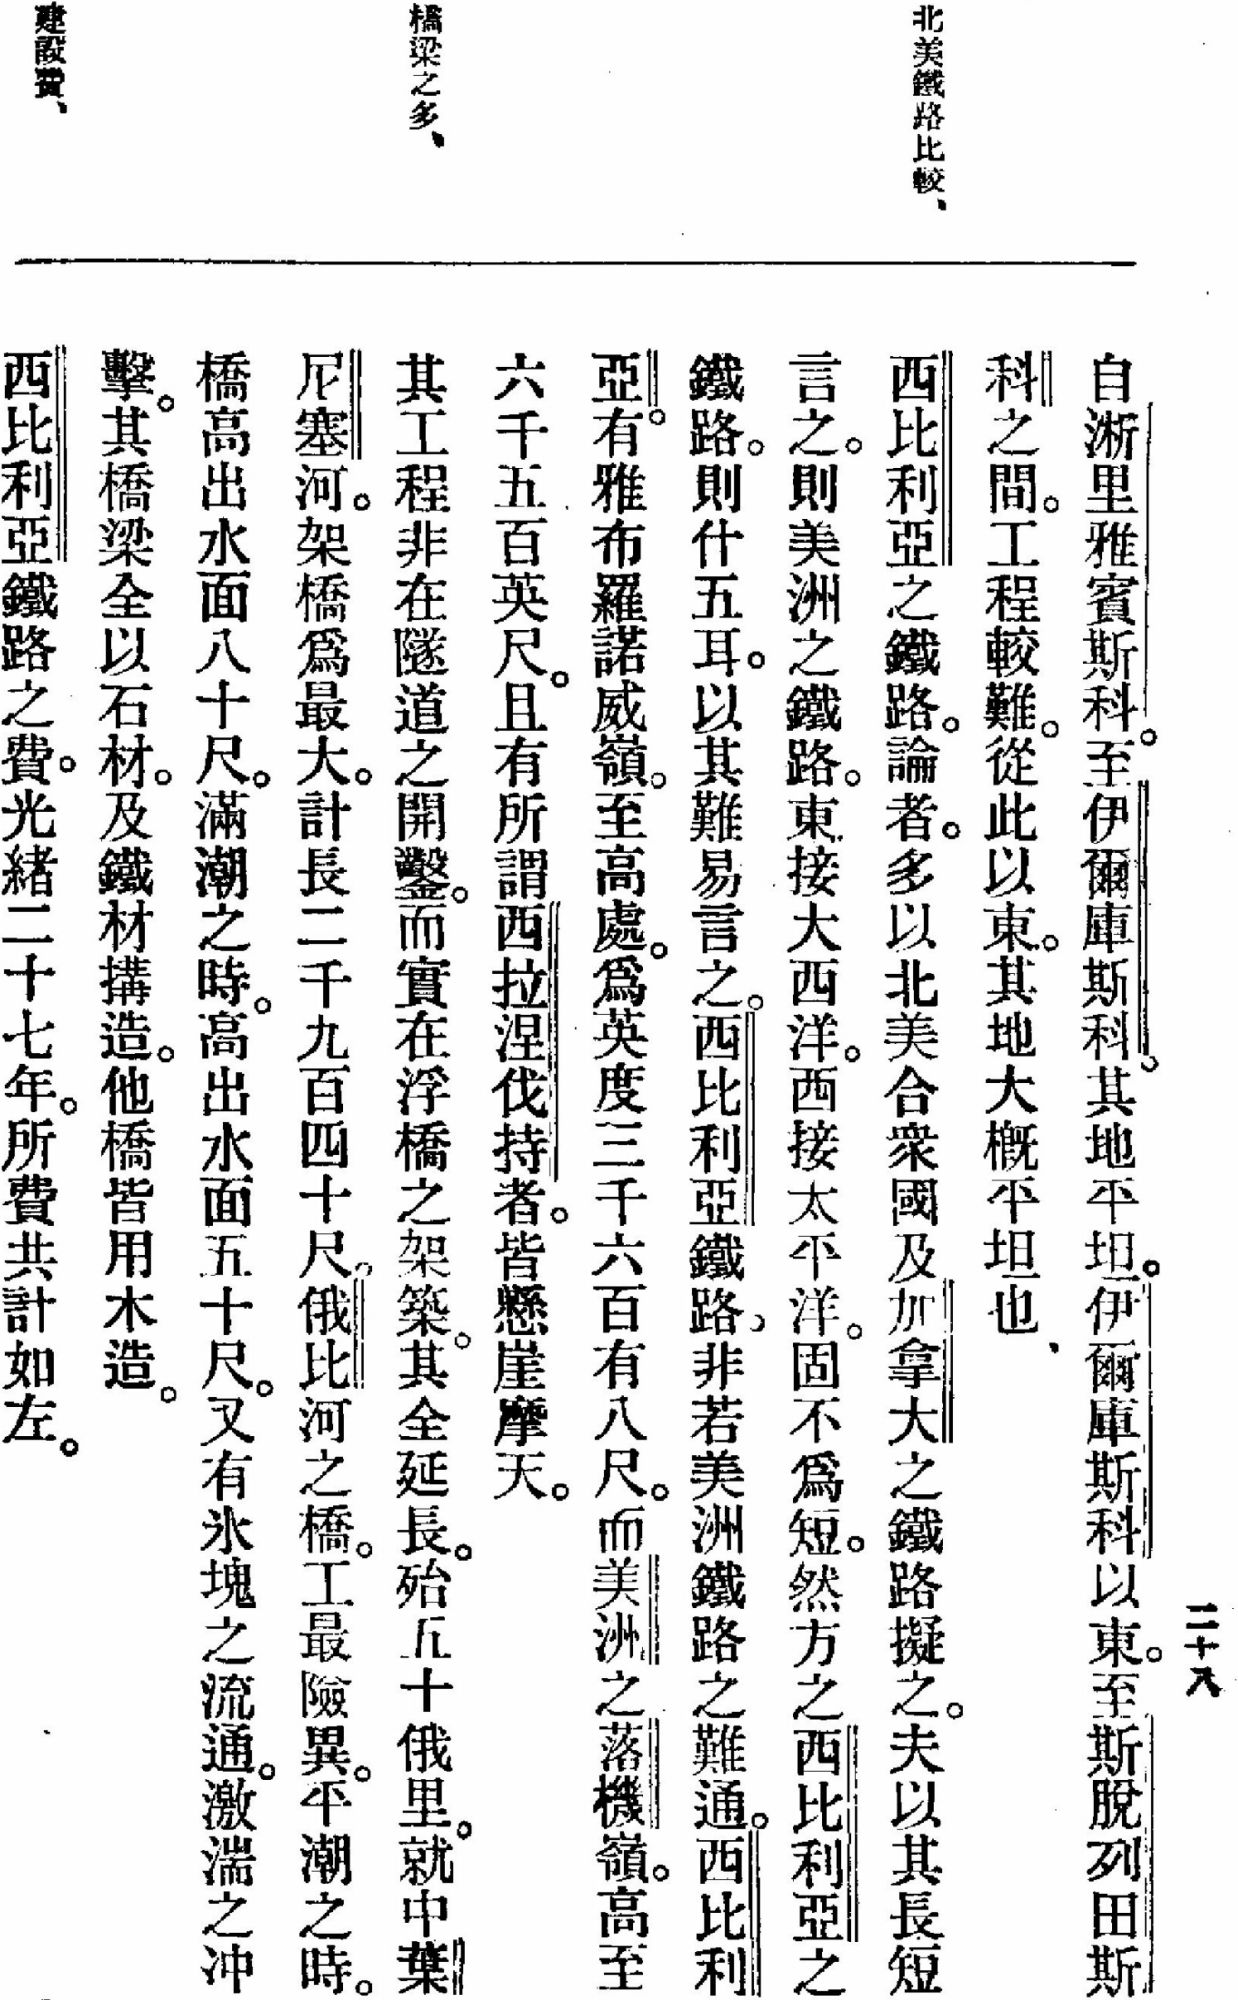 北美鐵路比較、
橋梁之多、
建設費、
二十八
自淅里雅賓斯科。至伊爾庫斯科。其地平坦。伊爾庫斯科以東。至斯脫列田斯
科之間。工程較難。從此以東。其地大槪平坦也、
西比利亞之鐵路。論者。多以北美合衆國及加拿大之鐵路擬之。夫以其長短
言之。則美洲之鐵路。東接大西洋。西接太平洋。固不爲短。然方之西比利亞之
鐵路。則什五耳。以其難易言之。西比利亞鐵路、非若美洲鐵路之難通。西比利
亞。有雅布羅諾威嶺。至高處。爲英度三千六百有八尺。而美洲之落機嶺。高至
六千五百英尺。且有所謂西拉涅伐持者。皆懸崖摩天。
其工程非在隧道之開鑿。而實在浮橋之架築。其全延長。殆五十俄里。就中葉
尼塞河。架橋爲最大。計長二千九百四十尺。俄比河之橋。工最險異。平潮之時。
橋高出水面八十尺。滿潮之時。高出水面五十尺。又有氷塊之流通。激湍之冲
擊。其橋梁全以石材。及鐵材搆造。他橋皆用木造。
西比利亞鐵路之費。光緒二十七年。所費共計如左。